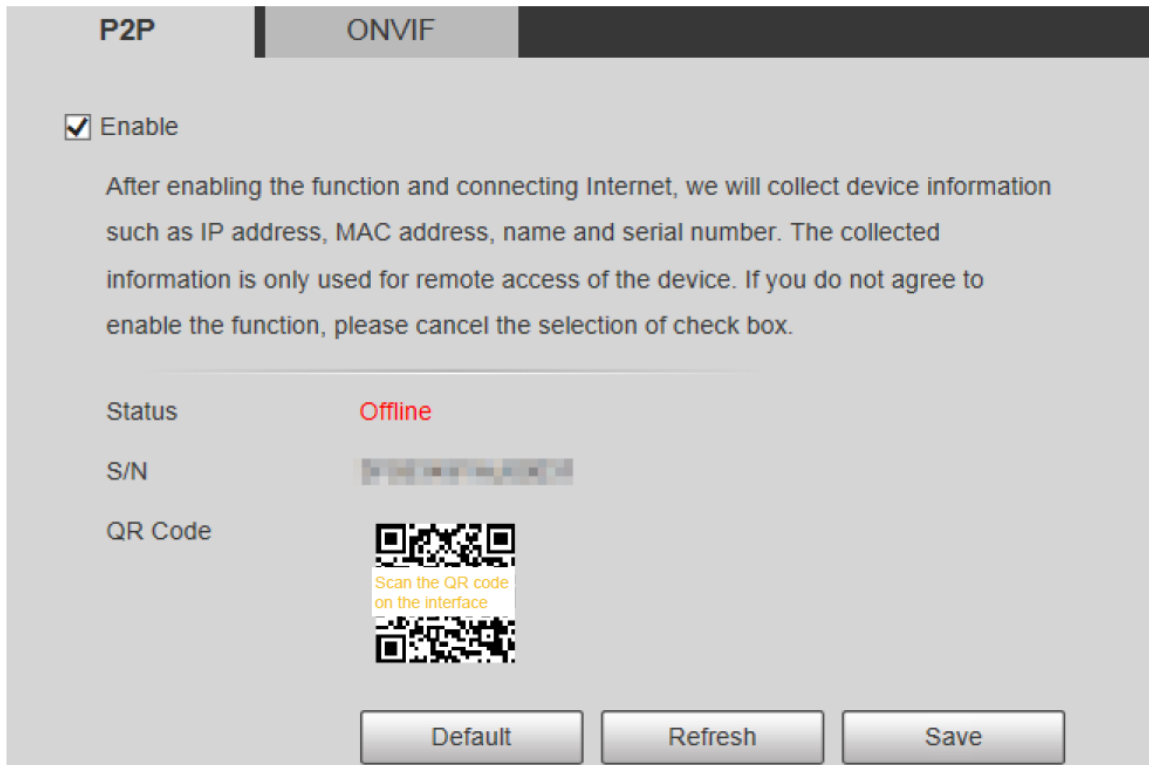 P2P
ONVIF
Enable
After enabling the function and connecting Internet, we will collect device information
such as IP address, MAC address, name and serial number. The collected
information is only used for remote access of the device. If you do not agree to
enable the function, please cancel the selection of check box.
Status Offline
S/N
QR Code
Scan the QR code
on the interface
Default Refresh Save